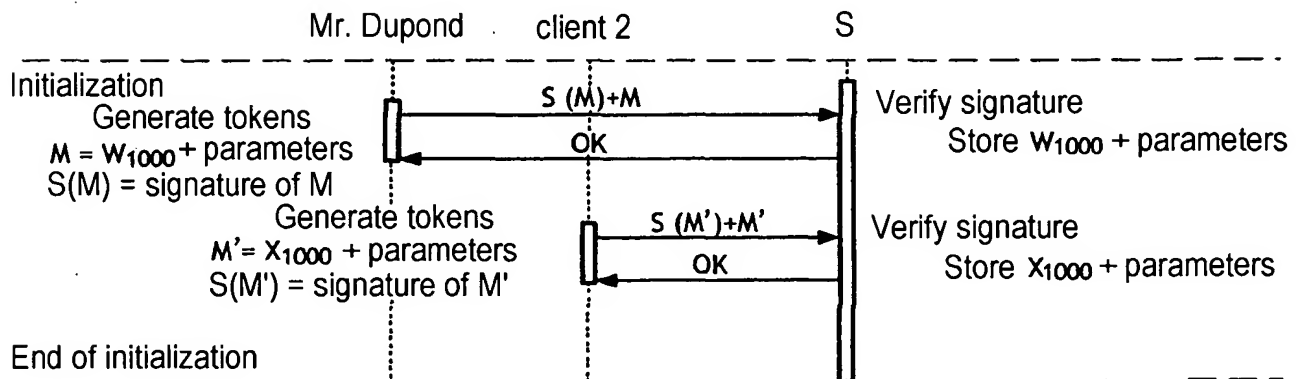 Mr. Dupond client 2 S
Initialization
Generate tokens
M = W1000 + parameters
S(M) = signature of M
S (M)+M
OK
Verify signature
Store W1000 + parameters
Generate tokens
M' = X1000 + parameters
S(M') = signature of M'
S (M')+M'
OK
Verify signature
Store X1000 + parameters
End of initialization